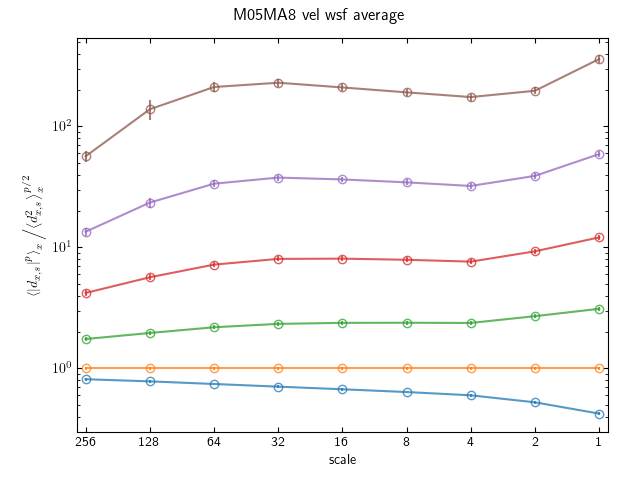 M05MA8 vel wsf average
⟨|d_{x,s}|^p⟩_x / ⟨d²_{x,s}⟩_x^{p/2}
10²
10¹
10⁰
256 128 64 32 16 8 4 2 1
scale